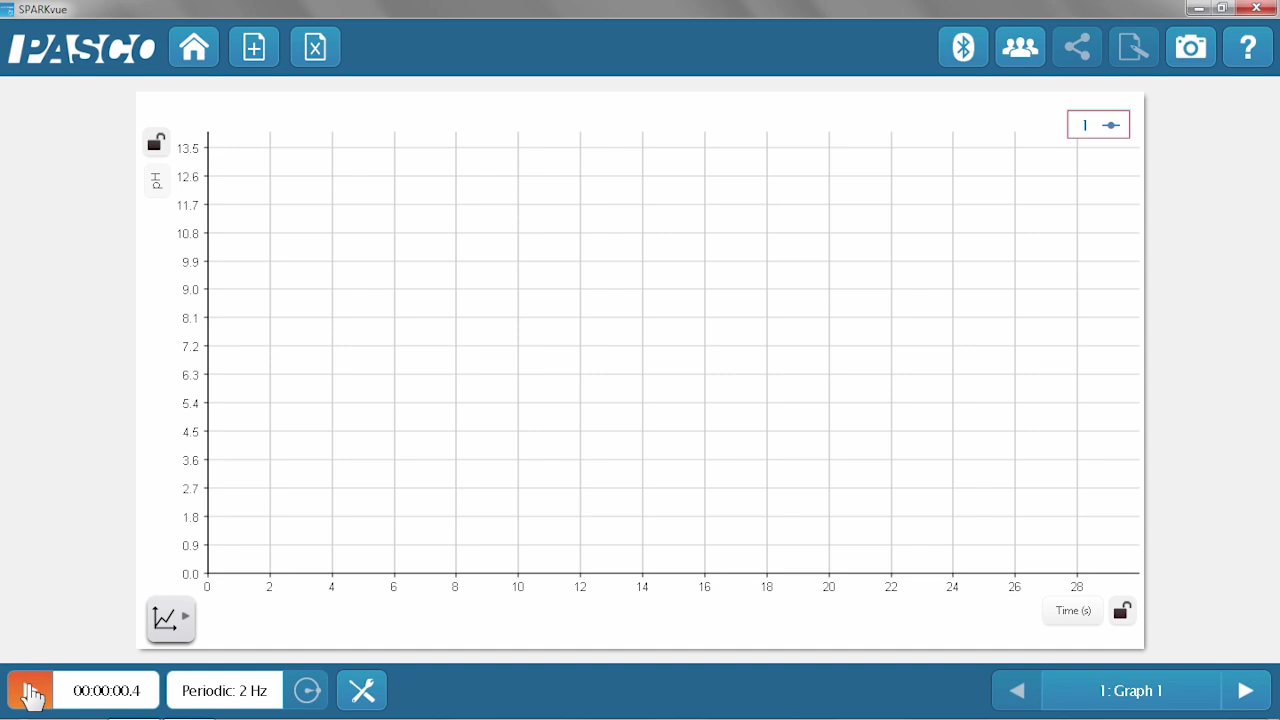 SPARKvue
PASCO
x
?
1
pH
13.5
12.6
11.7
10.8
9.9
9.0
8.1
7.2
6.3
5.4
4.5
3.6
2.7
1.8
0.9
0.0
0 2 4 6 8 10 12 14 16 18 20 22 24 26 28
Time (s)
00:00:00.4 Periodic: 2 Hz 1: Graph 1